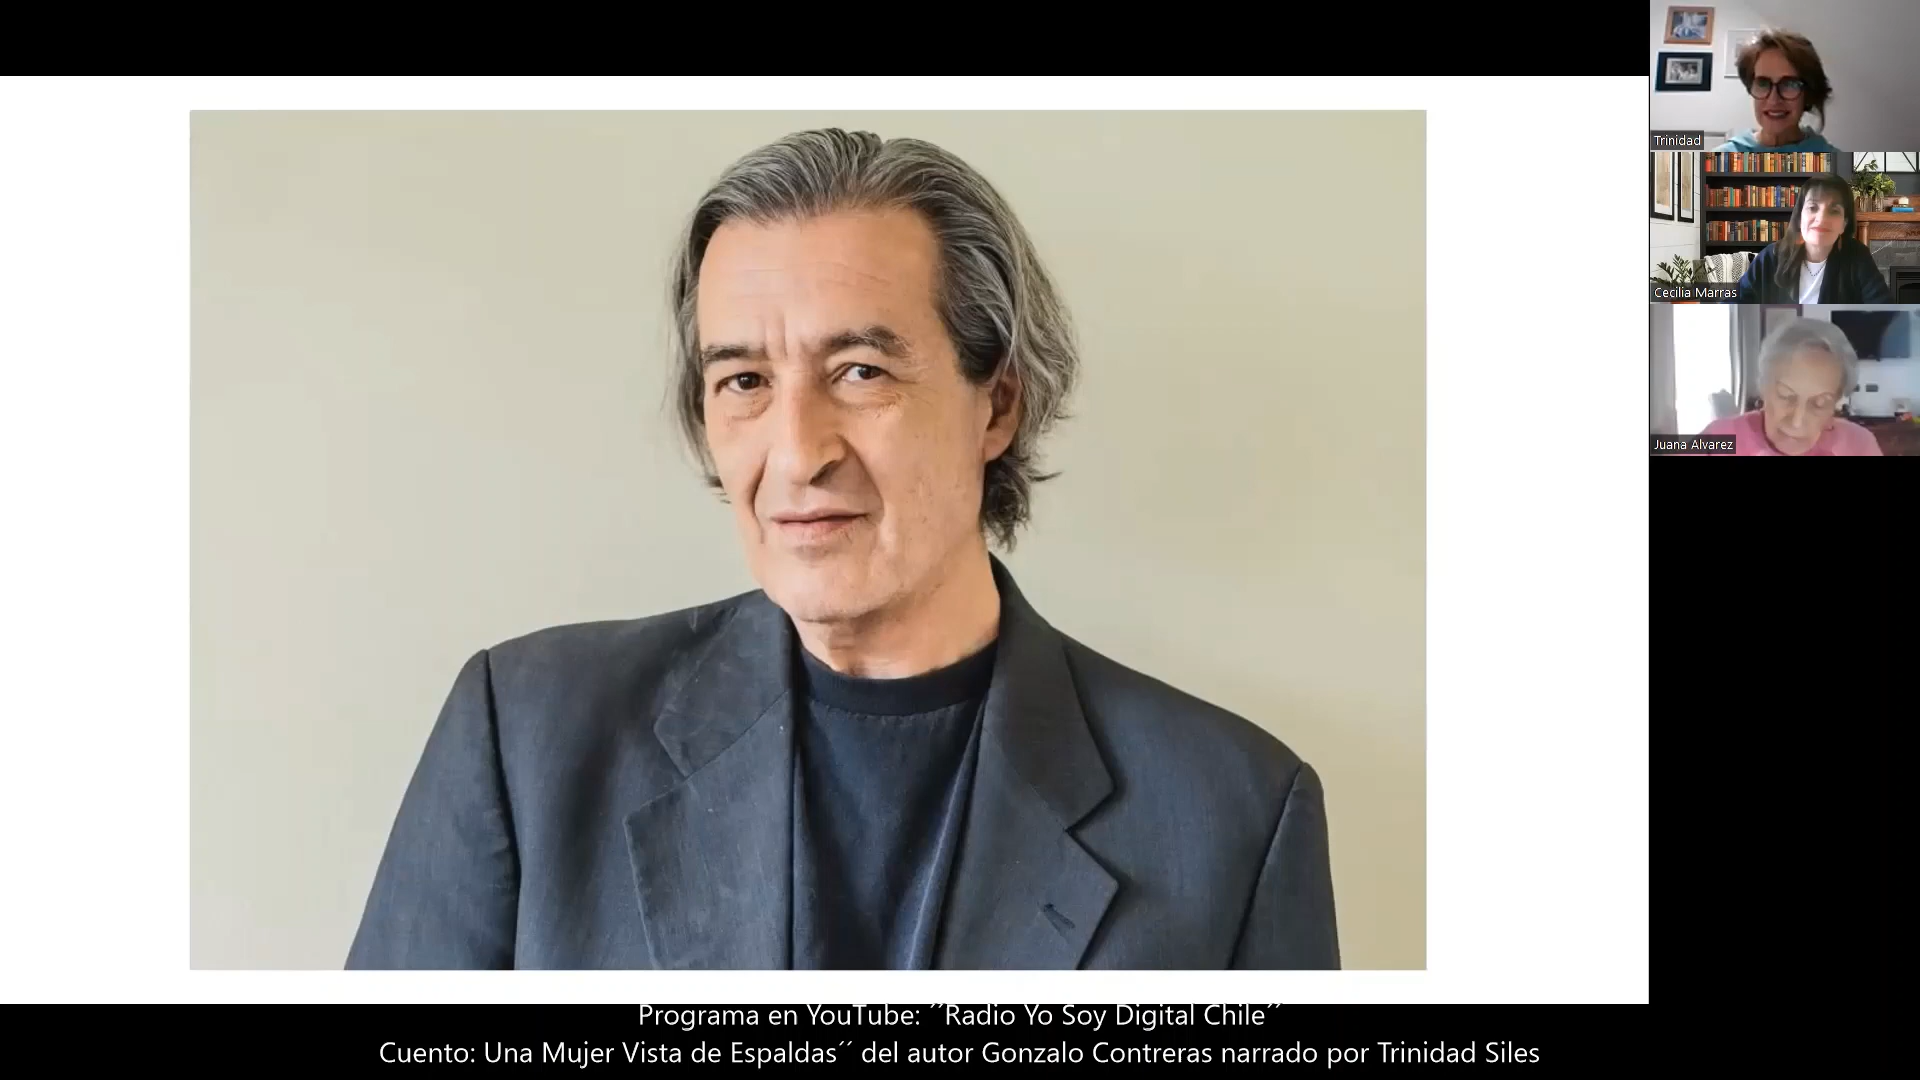 Trinidad
Cecilia Marras
Juana Alvarez
Programa en YouTube: ´´Radio Yo Soy Digital Chile´´
Cuento: Una Mujer Vista de Espaldas´´ del autor Gonzalo Contreras narrado por Trinidad Siles